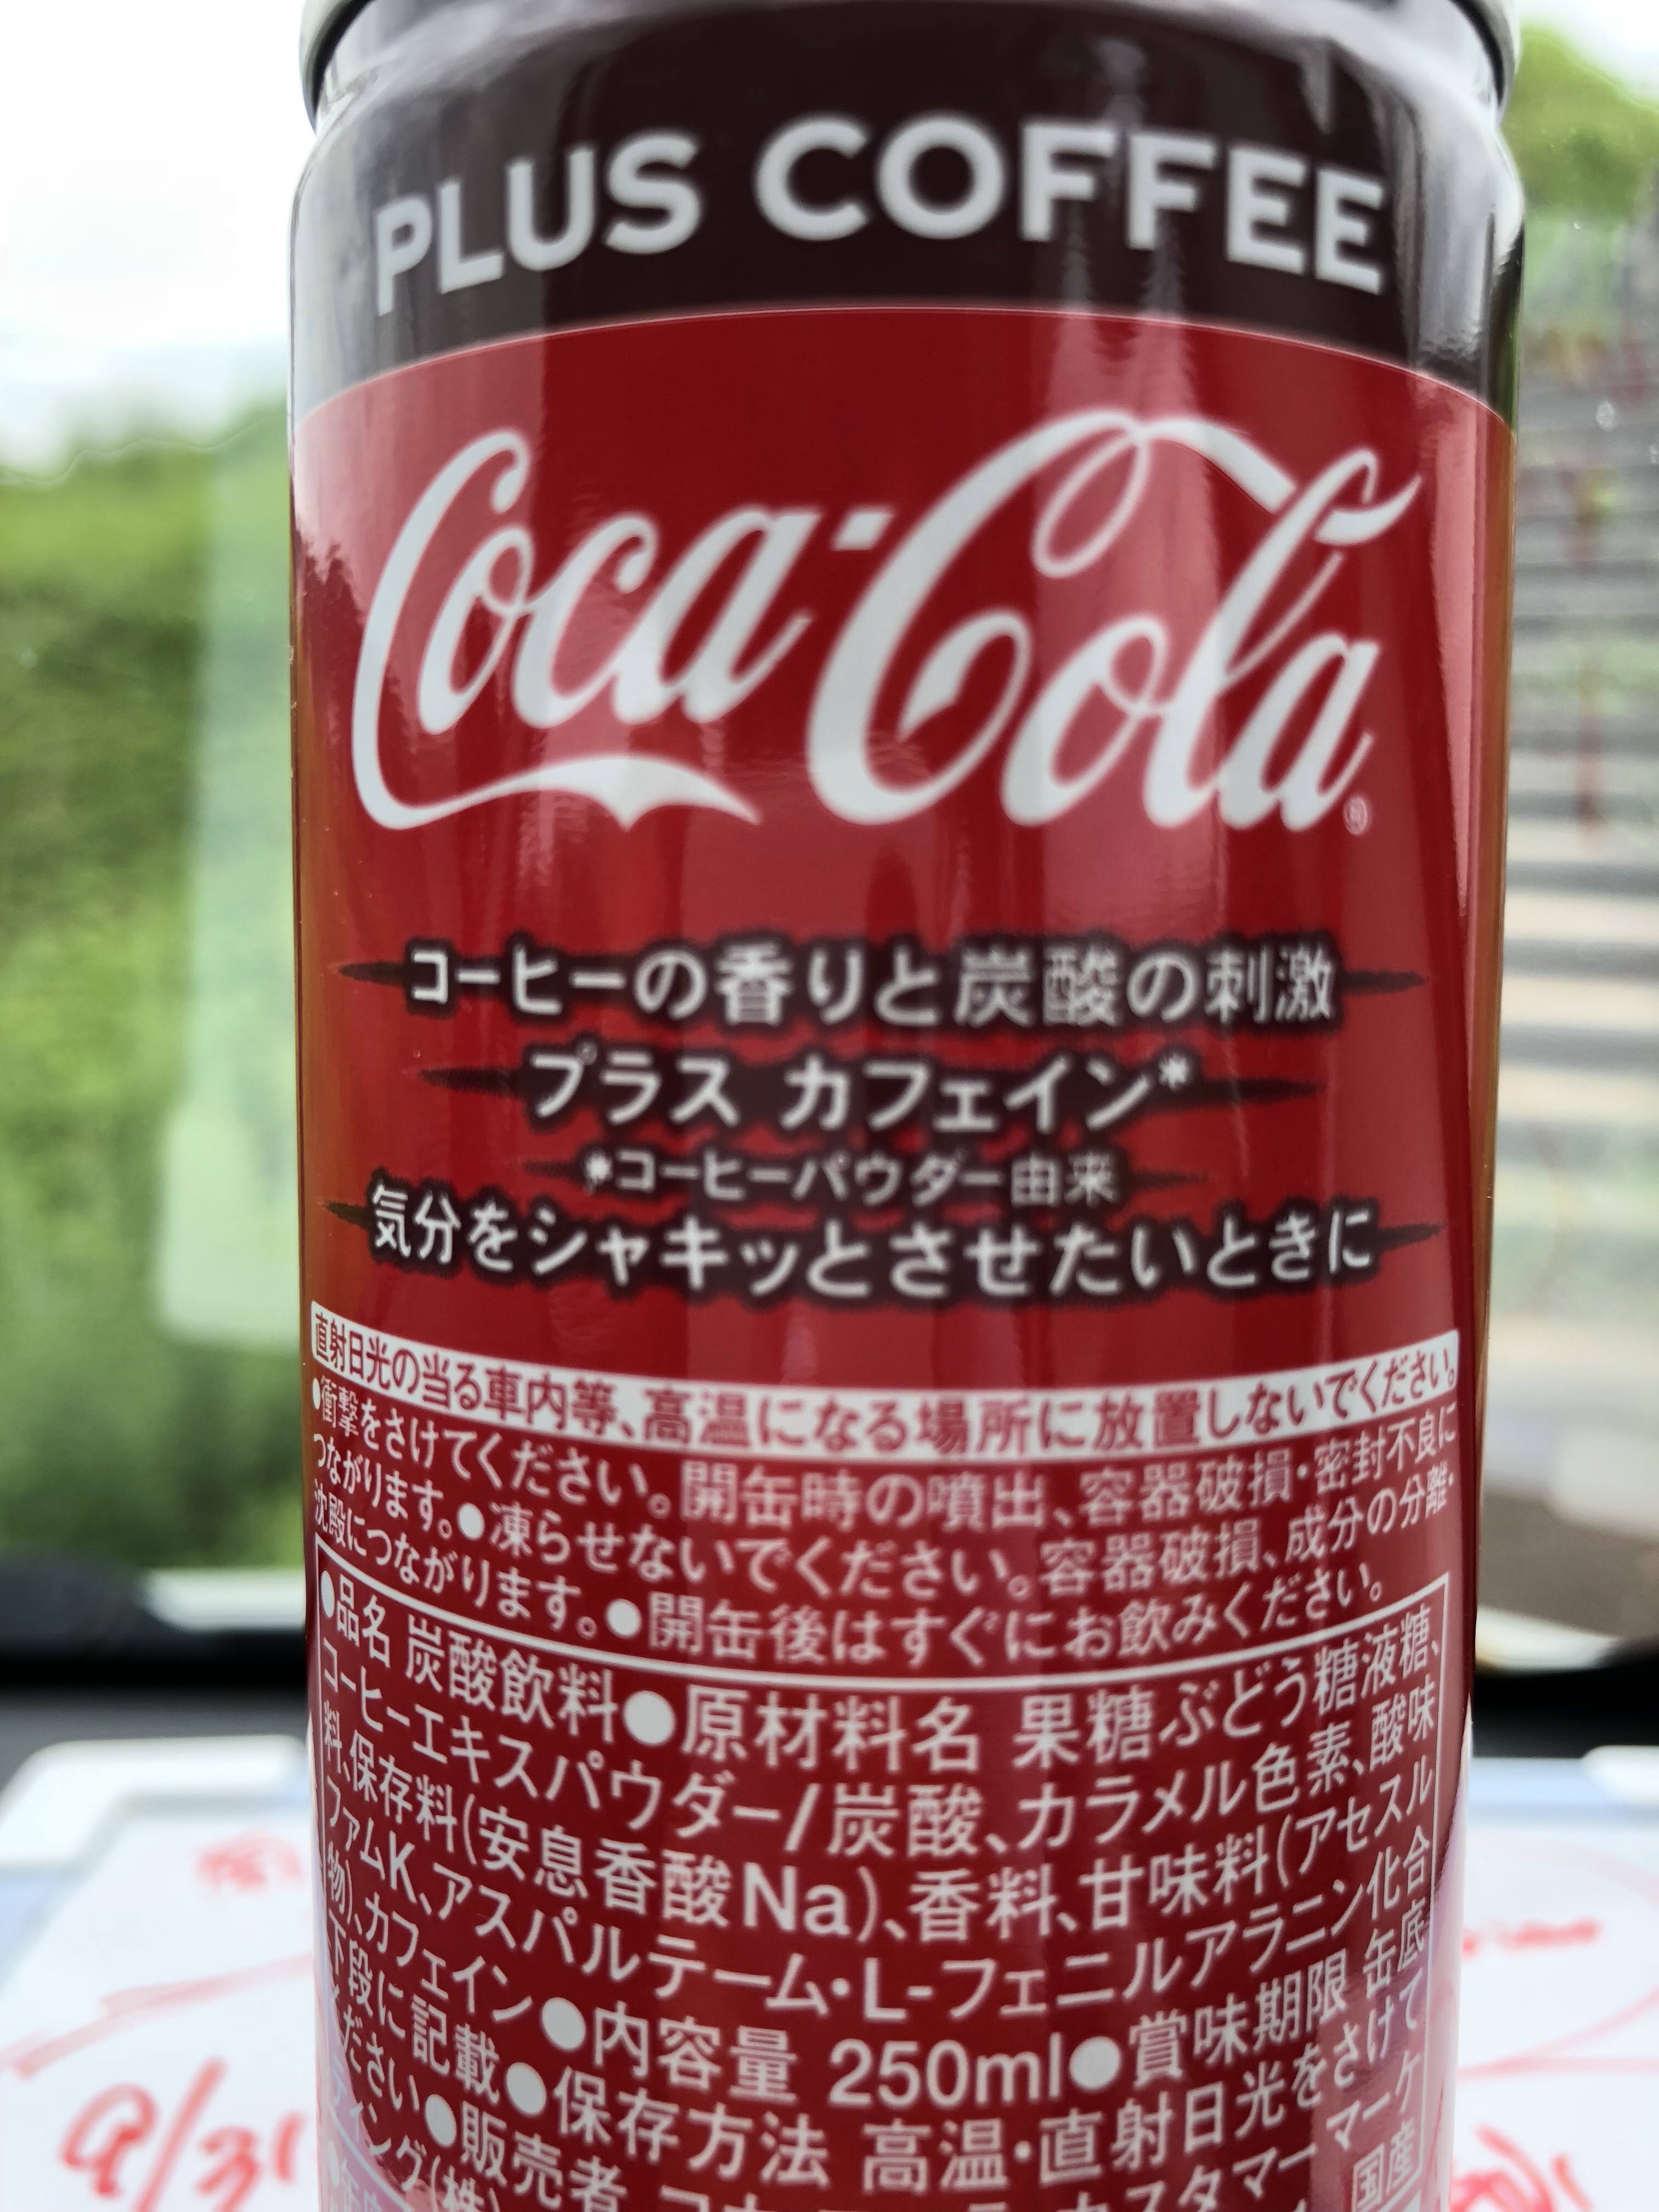 PLUS COFFEE
Coca-Cola®
コーヒーの香りと炭酸の刺激
プラス カフェイン*
*コーヒーパウダー由来
気分をシャキッとさせたいときに
直射日光の当る車内等、高温になる場所に放置しないでください。
●衝撃をさけてください。開缶時の噴出、容器破損・密封不良に
つながります。●凍らせないでください。容器破損、成分の分離・
沈殿につながります。●開缶後はすぐにお飲みください。
●品名 炭酸飲料●原材料名 果糖ぶどう糖液糖、
コーヒーエキスパウダー/炭酸、カラメル色素、酸味
料、保存料(安息香酸Na)、香料、甘味料(アセスル
ファムK、アスパルテーム・L-フェニルアラニン化合
物)、カフェイン●内容量 250ml●賞味期限 缶底
下段に記載●保存方法 高温・直射日光をさけて
ください●販売者 カスタマーマーケ
ティング(株) 国産
9/31